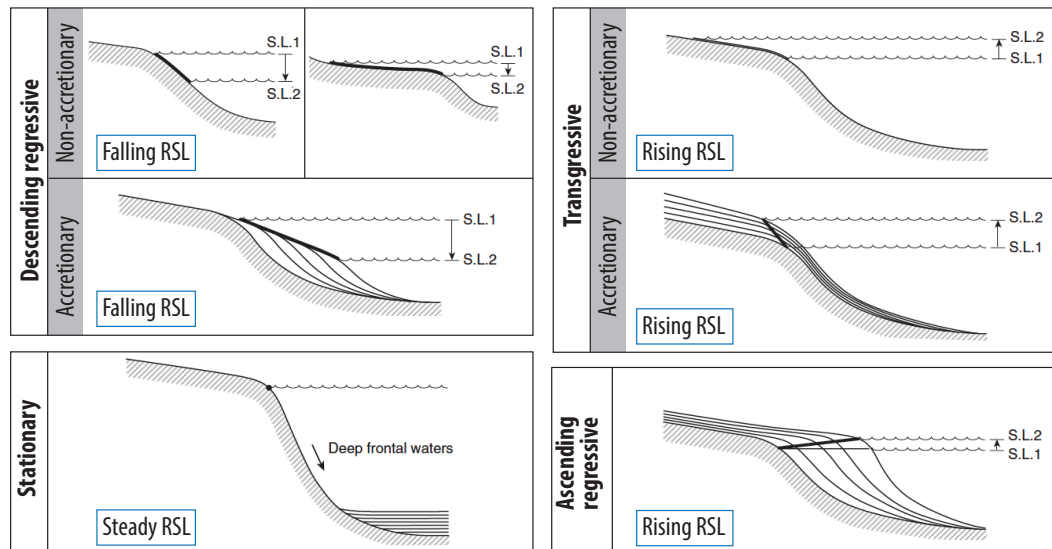 Descending regressive
Non-accretionary
S.L.1
S.L.2
Falling RSL
S.L.1
S.L.2
Accretionary
S.L.1
S.L.2
Falling RSL
Transgressive
Non-accretionary
S.L.2
S.L.1
Rising RSL
Accretionary
S.L.2
S.L.1
Rising RSL
Stationary
Deep frontal waters
Steady RSL
Ascending
regressive
S.L.2
S.L.1
Rising RSL